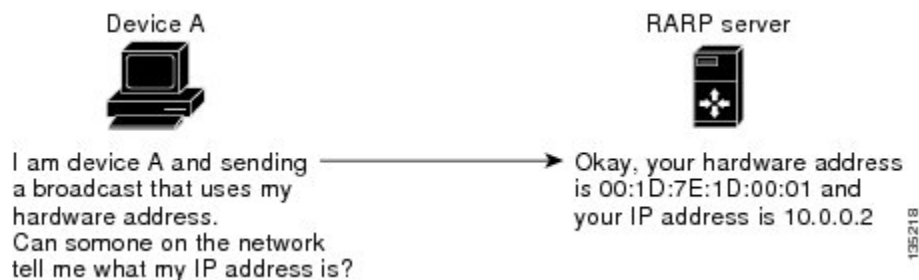 Device A
RARP server
I am device A and sending
a broadcast that uses my
hardware address.
Can somone on the network
tell me what my IP address is?
Okay, your hardware address
is 00:1D:7E:1D:00:01 and
your IP address is 10.0.0.2
135218